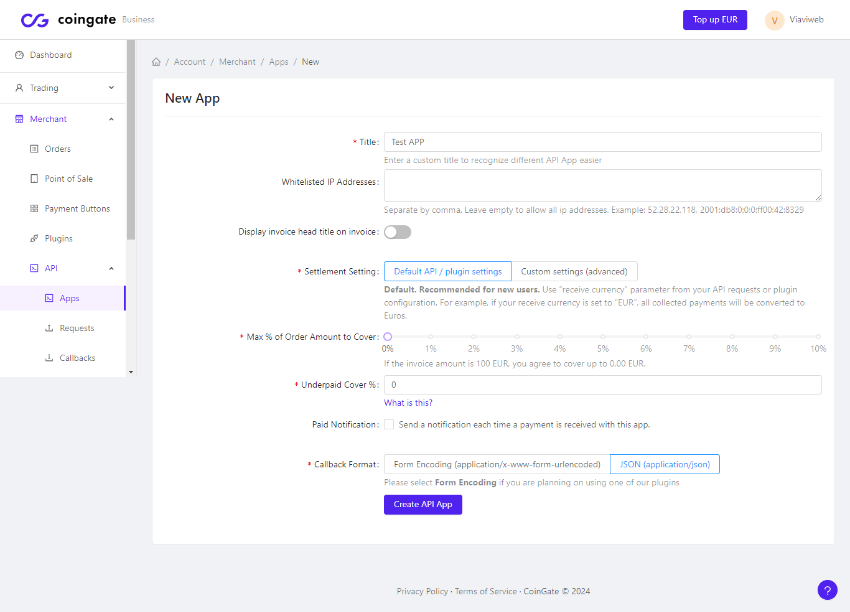 coingate Business
Top up EUR
V
Viaviweb
Dashboard
Trading
Merchant
Orders
Point of Sale
Payment Buttons
Plugins
API
Apps
Requests
Callbacks
/ Account / Merchant / Apps / New
New App
* Title: Test APP
Enter a custom title to recognize different API App easier
Whitelisted IP Addresses:
Separate by comma. Leave empty to allow all ip addresses. Example: 52.28.22.118, 2001:db8:0:0:0:ff00:42:8329
Display invoice head title on invoice:
* Settlement Setting: Default API / plugin settings Custom settings (advanced)
Default. Recommended for new users. Use "receive currency" parameter from your API requests or plugin
configuration. For example, if your receive currency is set to "EUR", all collected payments will be converted to
Euros.
* Max % of Order Amount to Cover:
0% 1% 2% 3% 4% 5% 6% 7% 8% 9% 10%
If the invoice amount is 100 EUR, you agree to cover up to 0.00 EUR.
* Underpaid Cover %: 0
What is this?
Paid Notification: Send a notification each time a payment is received with this app.
* Callback Format: Form Encoding (application/x-www-form-urlencoded) JSON (application/json)
Please select Form Encoding if you are planning on using one of our plugins
Create API App
Privacy Policy · Terms of Service · CoinGate © 2024
?